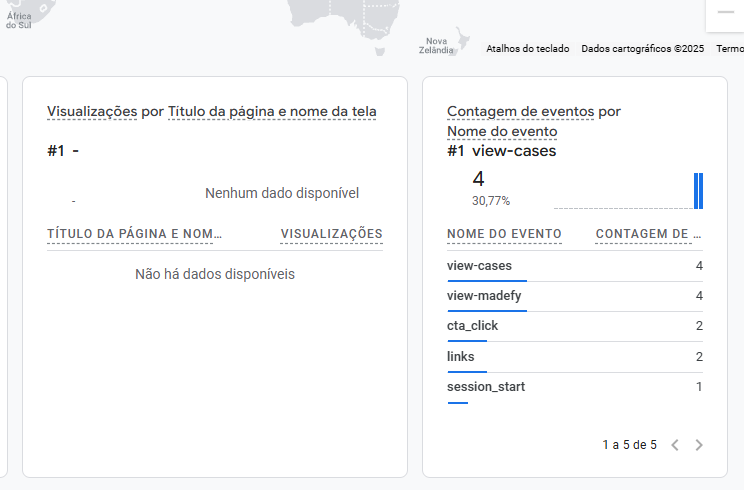 África
do Sul
Nova
Zelândia
Atalhos do teclado Dados cartográficos ©2025 Termo
Visualizações por Título da página e nome da tela
#1 -
-
Nenhum dado disponível
TÍTULO DA PÁGINA E NOM… VISUALIZAÇÕES
Não há dados disponíveis
Contagem de eventos por
Nome do evento
#1 view-cases
4
30,77%
NOME DO EVENTO CONTAGEM DE …
view-cases 4
view-madefy 4
cta_click 2
links 2
session_start 1
1 a 5 de 5